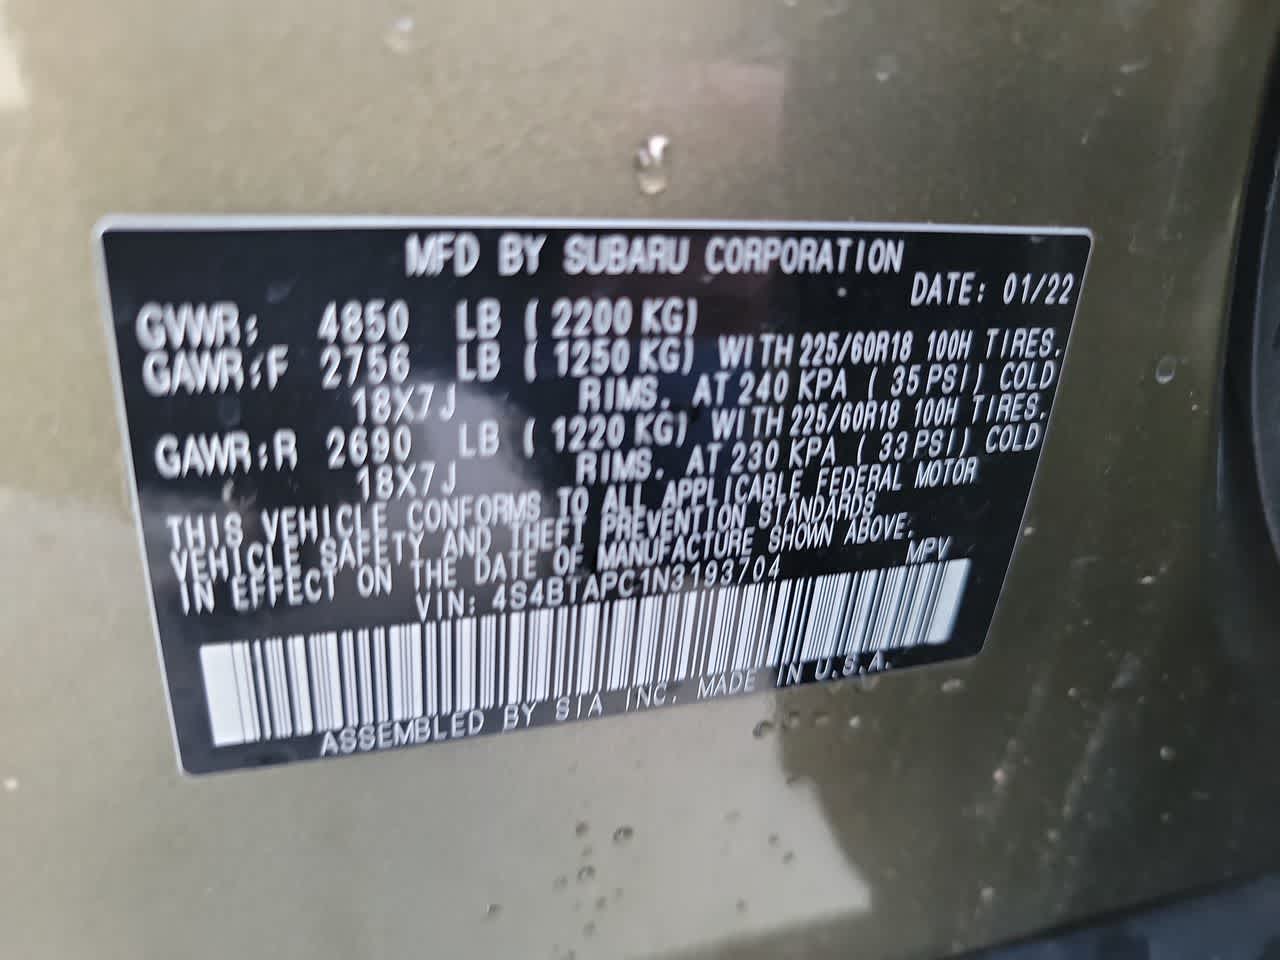 MFD BY SUBARU CORPORATION
DATE: 01/22
GVWR: 4850 LB ( 2200 KG)
GAWR:F 2756 LB ( 1250 KG) WITH 225/60R18 100H TIRES.
18X7J RIMS. AT 240 KPA ( 35 PSI) COLD
GAWR:R 2690 LB ( 1220 KG) WITH 225/60R18 100H TIRES.
18X7J RIMS. AT 230 KPA ( 33 PSI) COLD
THIS VEHICLE CONFORMS TO ALL APPLICABLE FEDERAL MOTOR
VEHICLE SAFETY AND THEFT PREVENTION STANDARDS
IN EFFECT ON THE DATE OF MANUFACTURE SHOWN ABOVE.
VIN: 4S4BTAPC1N3193704 MPV
ASSEMBLED BY SIA INC. MADE IN U.S.A.